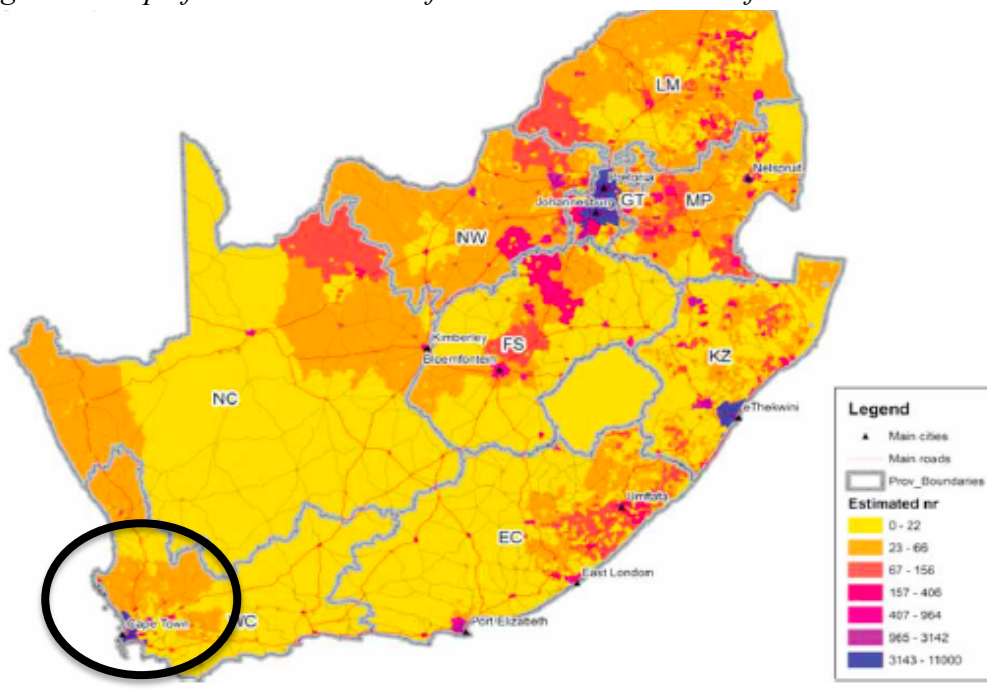 LM
Nelspruit
Pretoria
Johannesburg
GT
MP
NW
Kimberley
Bloemfontein
FS
KZ
NC
eThekwini
Umtata
EC
East London
Cape Town
WC
Port Elizabeth
Legend
Main cities
Main roads
Prov_Boundaries
Estimated nr
0 - 22
23 - 66
67 - 156
157 - 406
407 - 964
965 - 3142
3143 - 11000